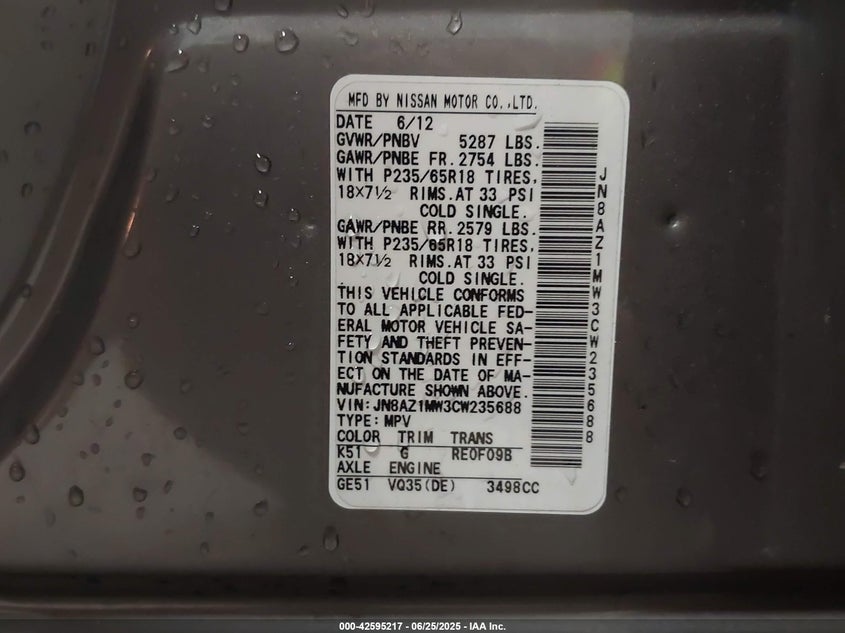 MFD BY NISSAN MOTOR CO.,LTD.
DATE 6/12
GVWR/PNBV 5287 LBS.
GAWR/PNBE FR. 2754 LBS.
WITH P235/65R18 TIRES,
18×7½ RIMS.AT 33 PSI
COLD SINGLE.
GAWR/PNBE RR. 2579 LBS.
WITH P235/65R18 TIRES,
18×7½ RIMS.AT 33 PSI
COLD SINGLE.
THIS VEHICLE CONFORMS
TO ALL APPLICABLE FED-
ERAL MOTOR VEHICLE SA-
FETY AND THEFT PREVEN-
TION STANDARDS IN EFF-
ECT ON THE DATE OF MA-
NUFACTURE SHOWN ABOVE.
VIN: JN8AZ1MW3CW235688
TYPE: MPV
COLOR TRIM TRANS
K51 G RE0F09B
AXLE ENGINE
GE51 VQ35(DE) 3498CC
JN8AZ1MW3CW235688
000-42595217 - 06/25/2025 - IAA Inc.